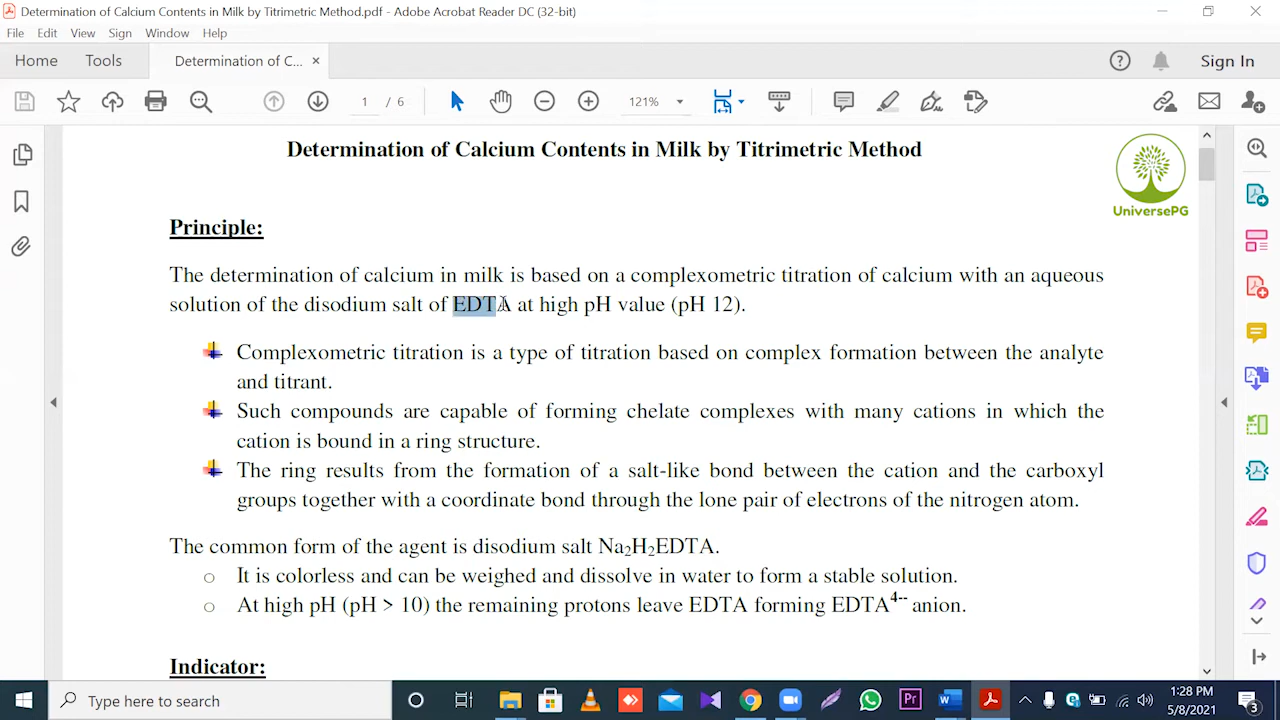 Determination of Calcium Contents in Milk by Titrimetric Method.pdf - Adobe Acrobat Reader DC (32-bit)
File Edit View Sign Window Help
Home Tools Determination of C... × Sign In
1 / 6 121%
Determination of Calcium Contents in Milk by Titrimetric Method
UniversePG
Principle:
The determination of calcium in milk is based on a complexometric titration of calcium with an aqueous
solution of the disodium salt of EDTA at high pH value (pH 12).
Complexometric titration is a type of titration based on complex formation between the analyte
and titrant.
Such compounds are capable of forming chelate complexes with many cations in which the
cation is bound in a ring structure.
The ring results from the formation of a salt-like bond between the cation and the carboxyl
groups together with a coordinate bond through the lone pair of electrons of the nitrogen atom.
The common form of the agent is disodium salt Na₂H₂EDTA.
o It is colorless and can be weighed and dissolve in water to form a stable solution.
o At high pH (pH > 10) the remaining protons leave EDTA forming EDTA⁴⁻⁻ anion.
Indicator:
Type here to search
1:28 PM
5/8/2021
3